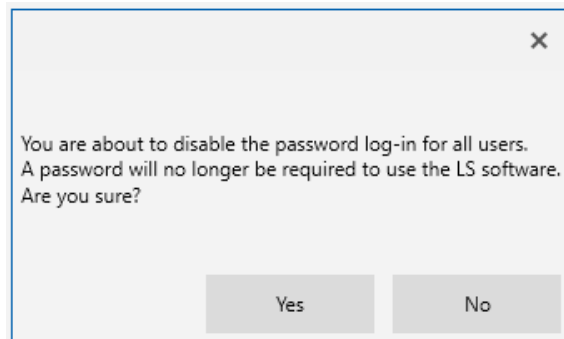 You are about to disable the password log-in for all users.
A password will no longer be required to use the LS software.
Are you sure?
Yes No